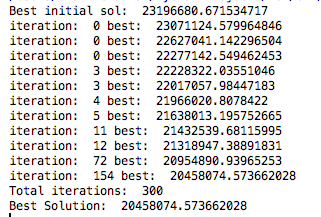 Best initial sol:  23196680.671534717
iteration:  0 best:  23071124.579964846
iteration:  0 best:  22627041.142296504
iteration:  0 best:  22277142.549462453
iteration:  3 best:  22228322.03551046
iteration:  3 best:  22017057.98447183
iteration:  4 best:  21966020.8078422
iteration:  5 best:  21638013.195752665
iteration:  11 best:  21432539.68115995
iteration:  12 best:  21318947.38891831
iteration:  72 best:  20954890.93965253
iteration:  154 best:  20458074.573662028
Total iterations:  300
Best Solution:  20458074.573662028